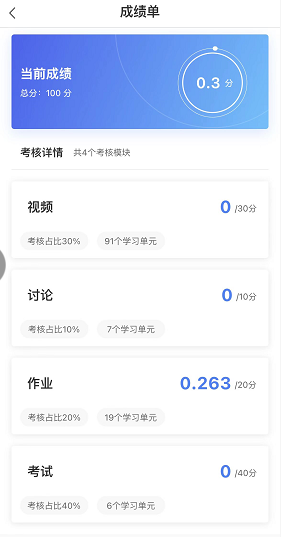 成绩单
当前成绩
总分：100 分
0.3 分
考核详情 共4个考核模块
视频 0 /30分
考核占比30% 91个学习单元
讨论 0 /10分
考核占比10% 7个学习单元
作业 0.263 /20分
考核占比20% 19个学习单元
考试 0 /40分
考核占比40% 6个学习单元